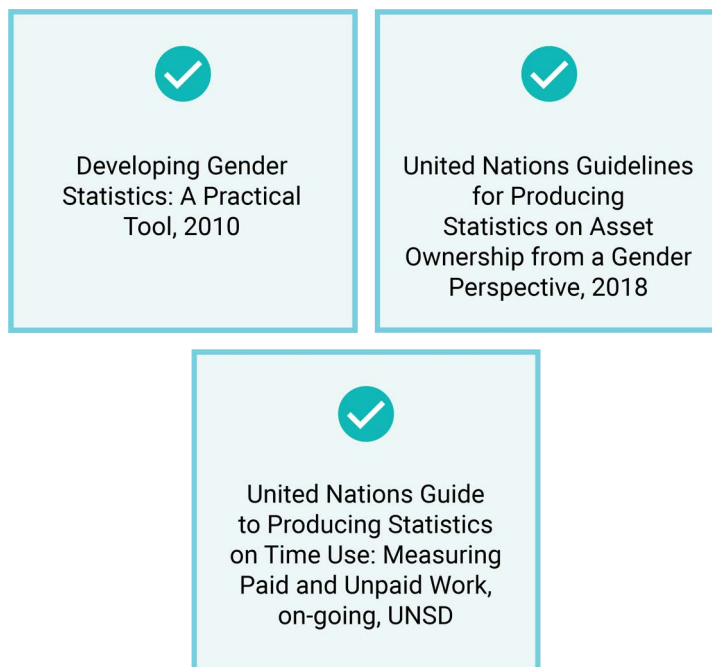 Developing Gender
Statistics: A Practical
Tool, 2010
United Nations Guidelines
for Producing
Statistics on Asset
Ownership from a Gender
Perspective, 2018
United Nations Guide
to Producing Statistics
on Time Use: Measuring
Paid and Unpaid Work,
on-going, UNSD